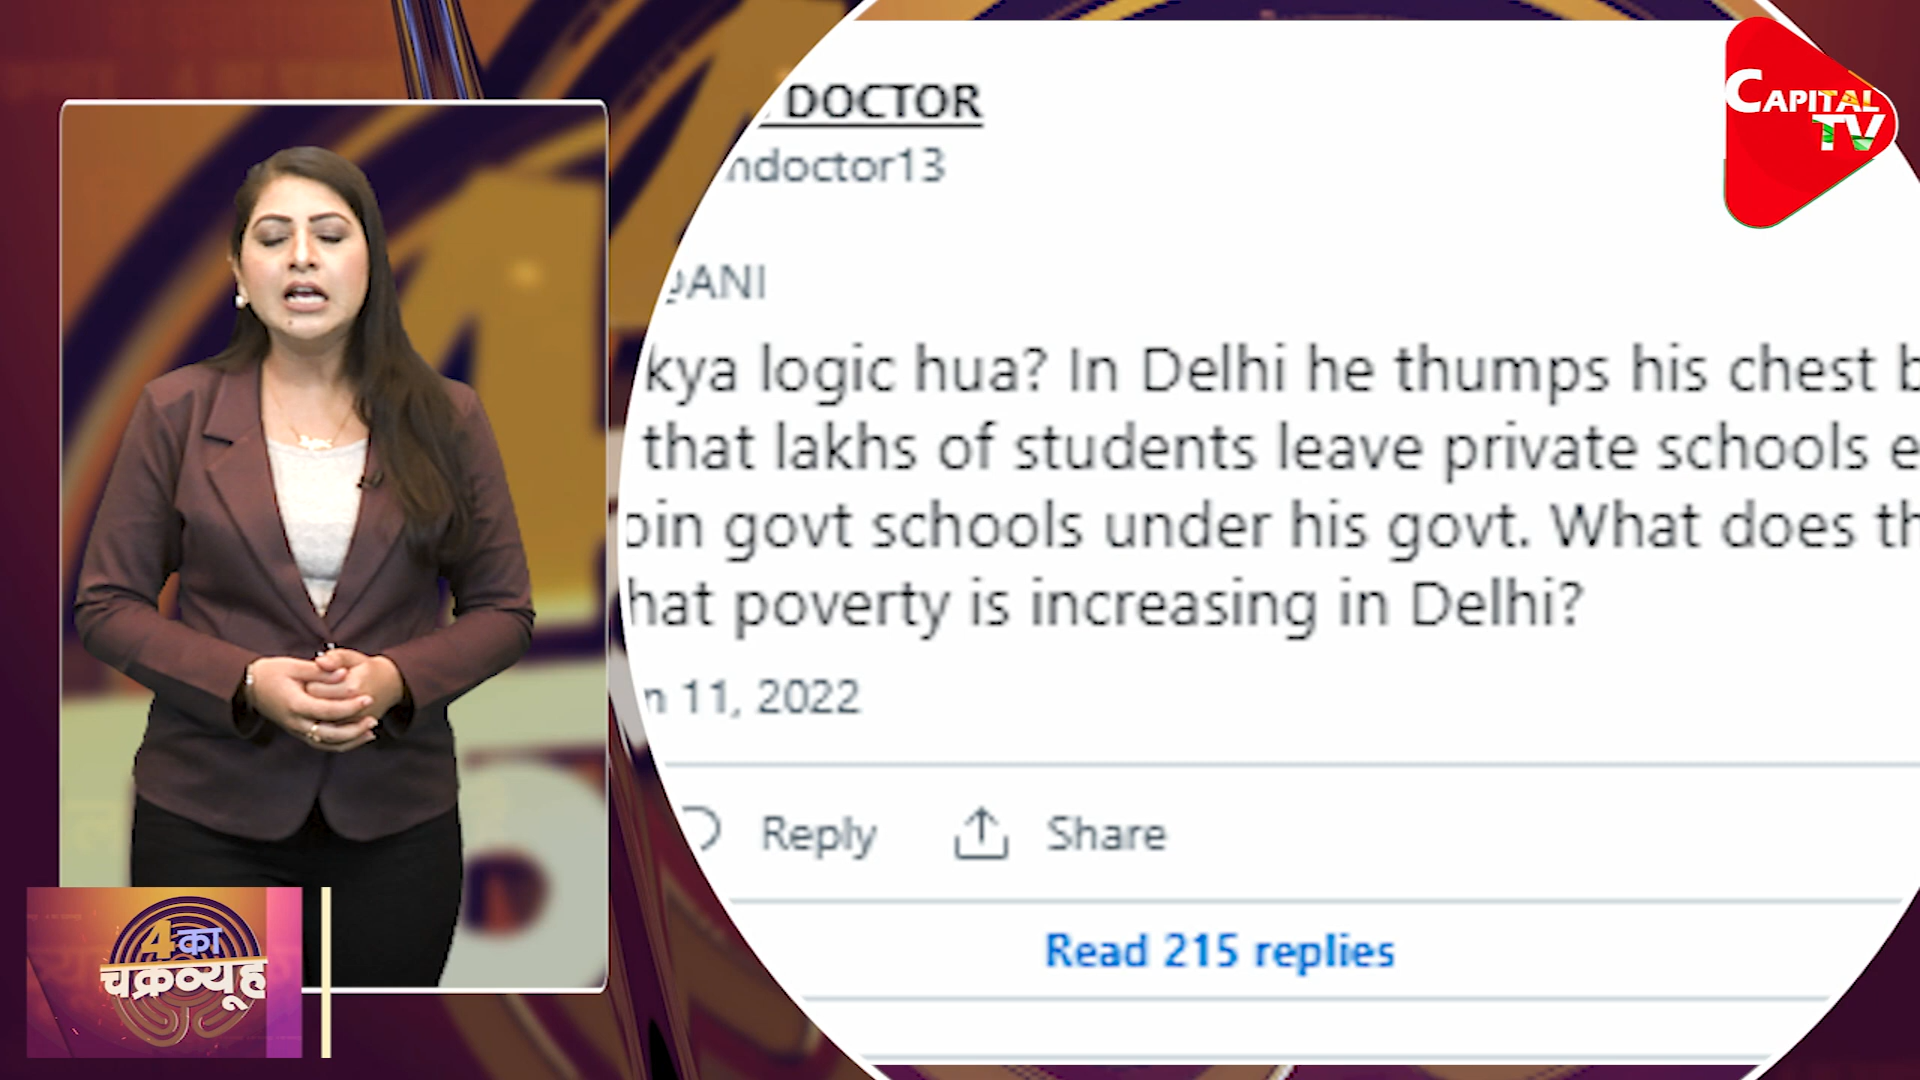 DOCTOR
ndoctor13
@ANI
kya logic hua? In Delhi he thumps his chest b
that lakhs of students leave private schools e
oin govt schools under his govt. What does th
hat poverty is increasing in Delhi?
n 11, 2022
Reply Share
Read 215 replies
CAPITAL
TV
4 का
चक्रव्यूह